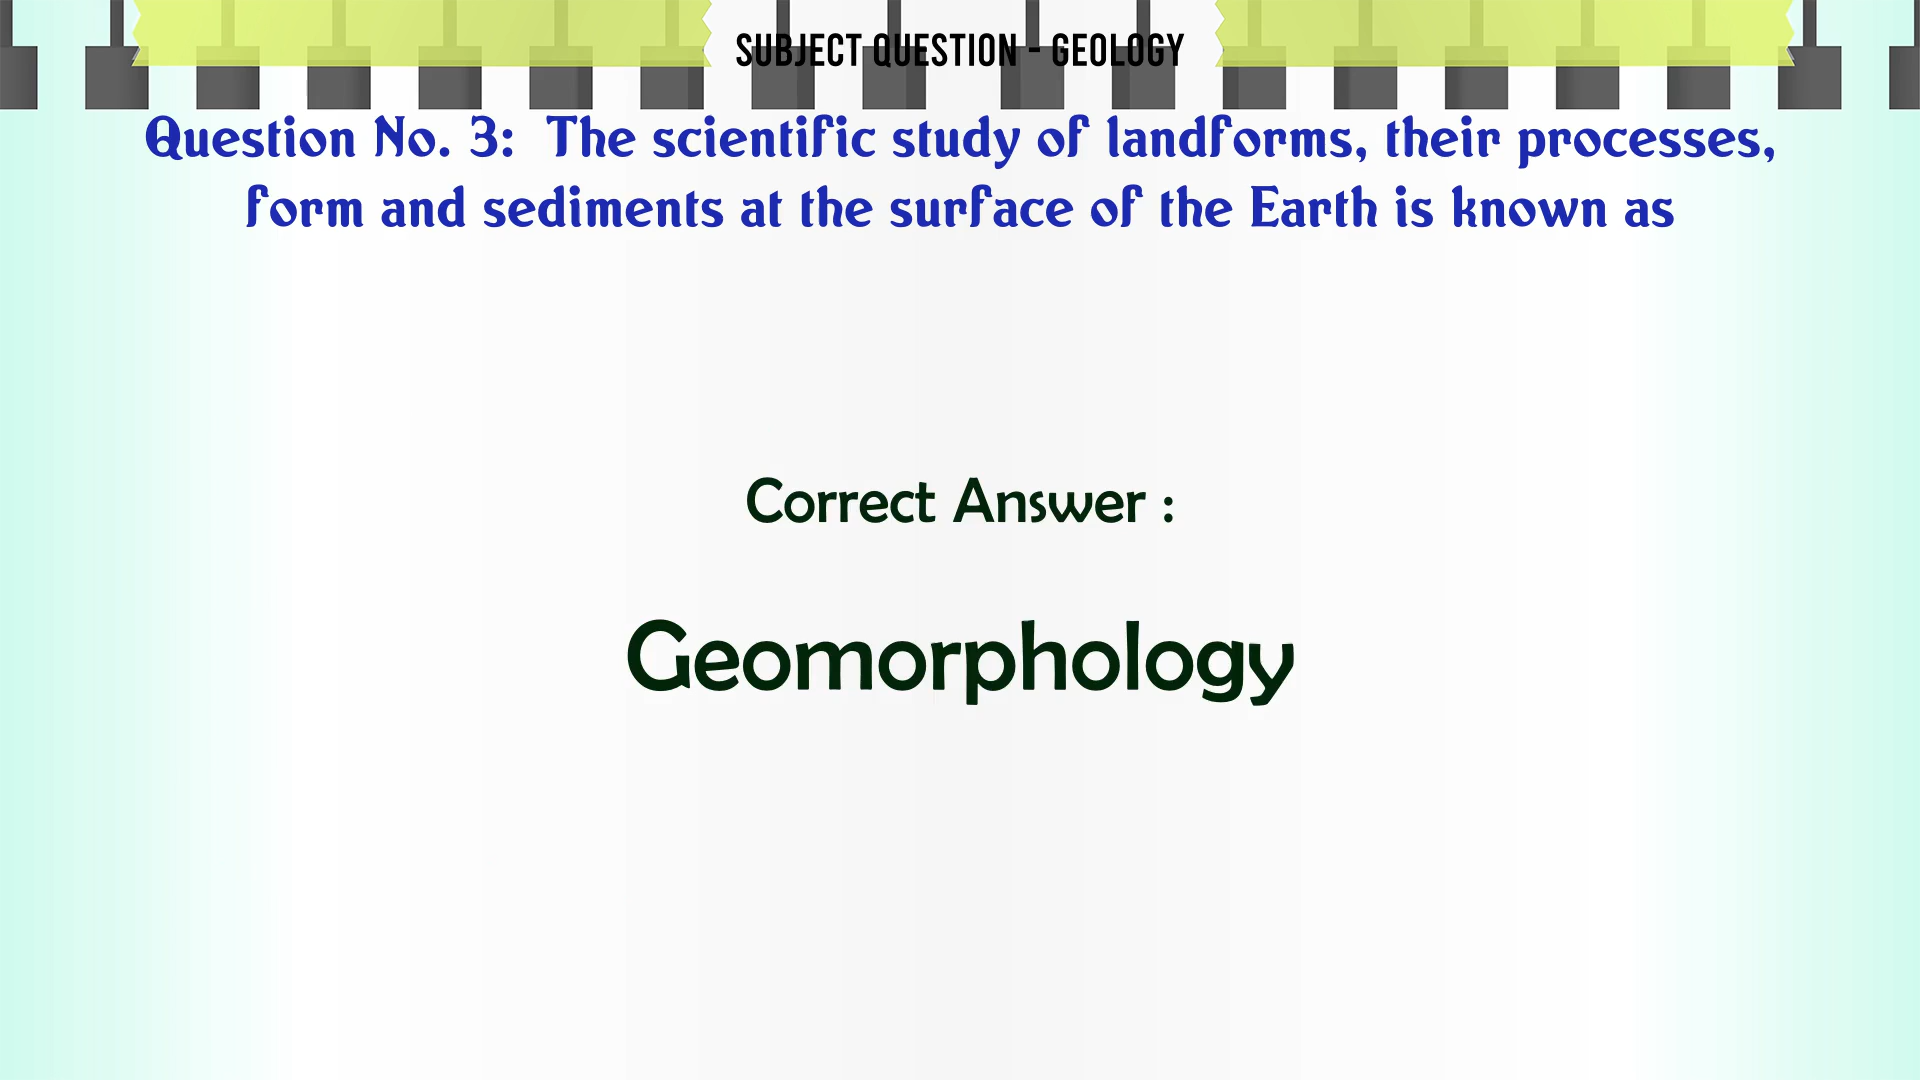 SUBJECT QUESTION - GEOLOGY
Question No. 3: The scientific study of landforms, their processes,
form and sediments at the surface of the Earth is known as
Correct Answer :
Geomorphology